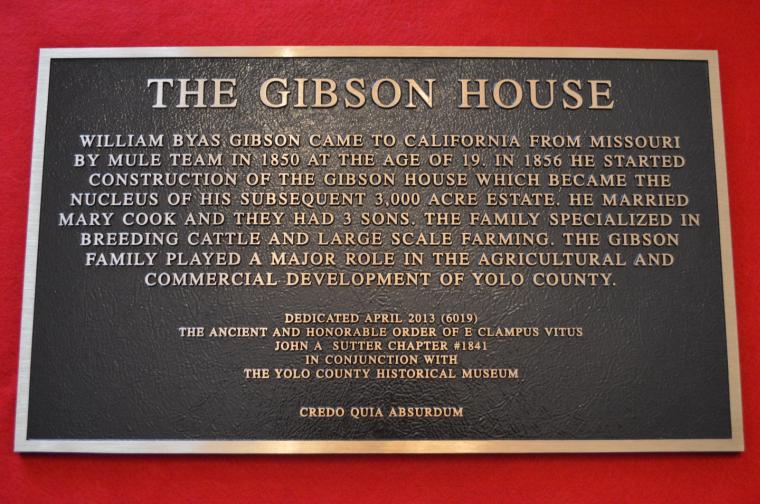 THE GIBSON HOUSE
WILLIAM BYAS GIBSON CAME TO CALIFORNIA FROM MISSOURI
BY MULE TEAM IN 1850 AT THE AGE OF 19. IN 1856 HE STARTED
CONSTRUCTION OF THE GIBSON HOUSE WHICH BECAME THE
NUCLEUS OF HIS SUBSEQUENT 3,000 ACRE ESTATE. HE MARRIED
MARY COOK AND THEY HAD 3 SONS. THE FAMILY SPECIALIZED IN
BREEDING CATTLE AND LARGE SCALE FARMING. THE GIBSON
FAMILY PLAYED A MAJOR ROLE IN THE AGRICULTURAL AND
COMMERCIAL DEVELOPMENT OF YOLO COUNTY.
DEDICATED APRIL 2013 (6019)
THE ANCIENT AND HONORABLE ORDER OF E CLAMPUS VITUS
JOHN A SUTTER CHAPTER #1841
IN CONJUNCTION WITH
THE YOLO COUNTY HISTORICAL MUSEUM
CREDO QUIA ABSURDUM